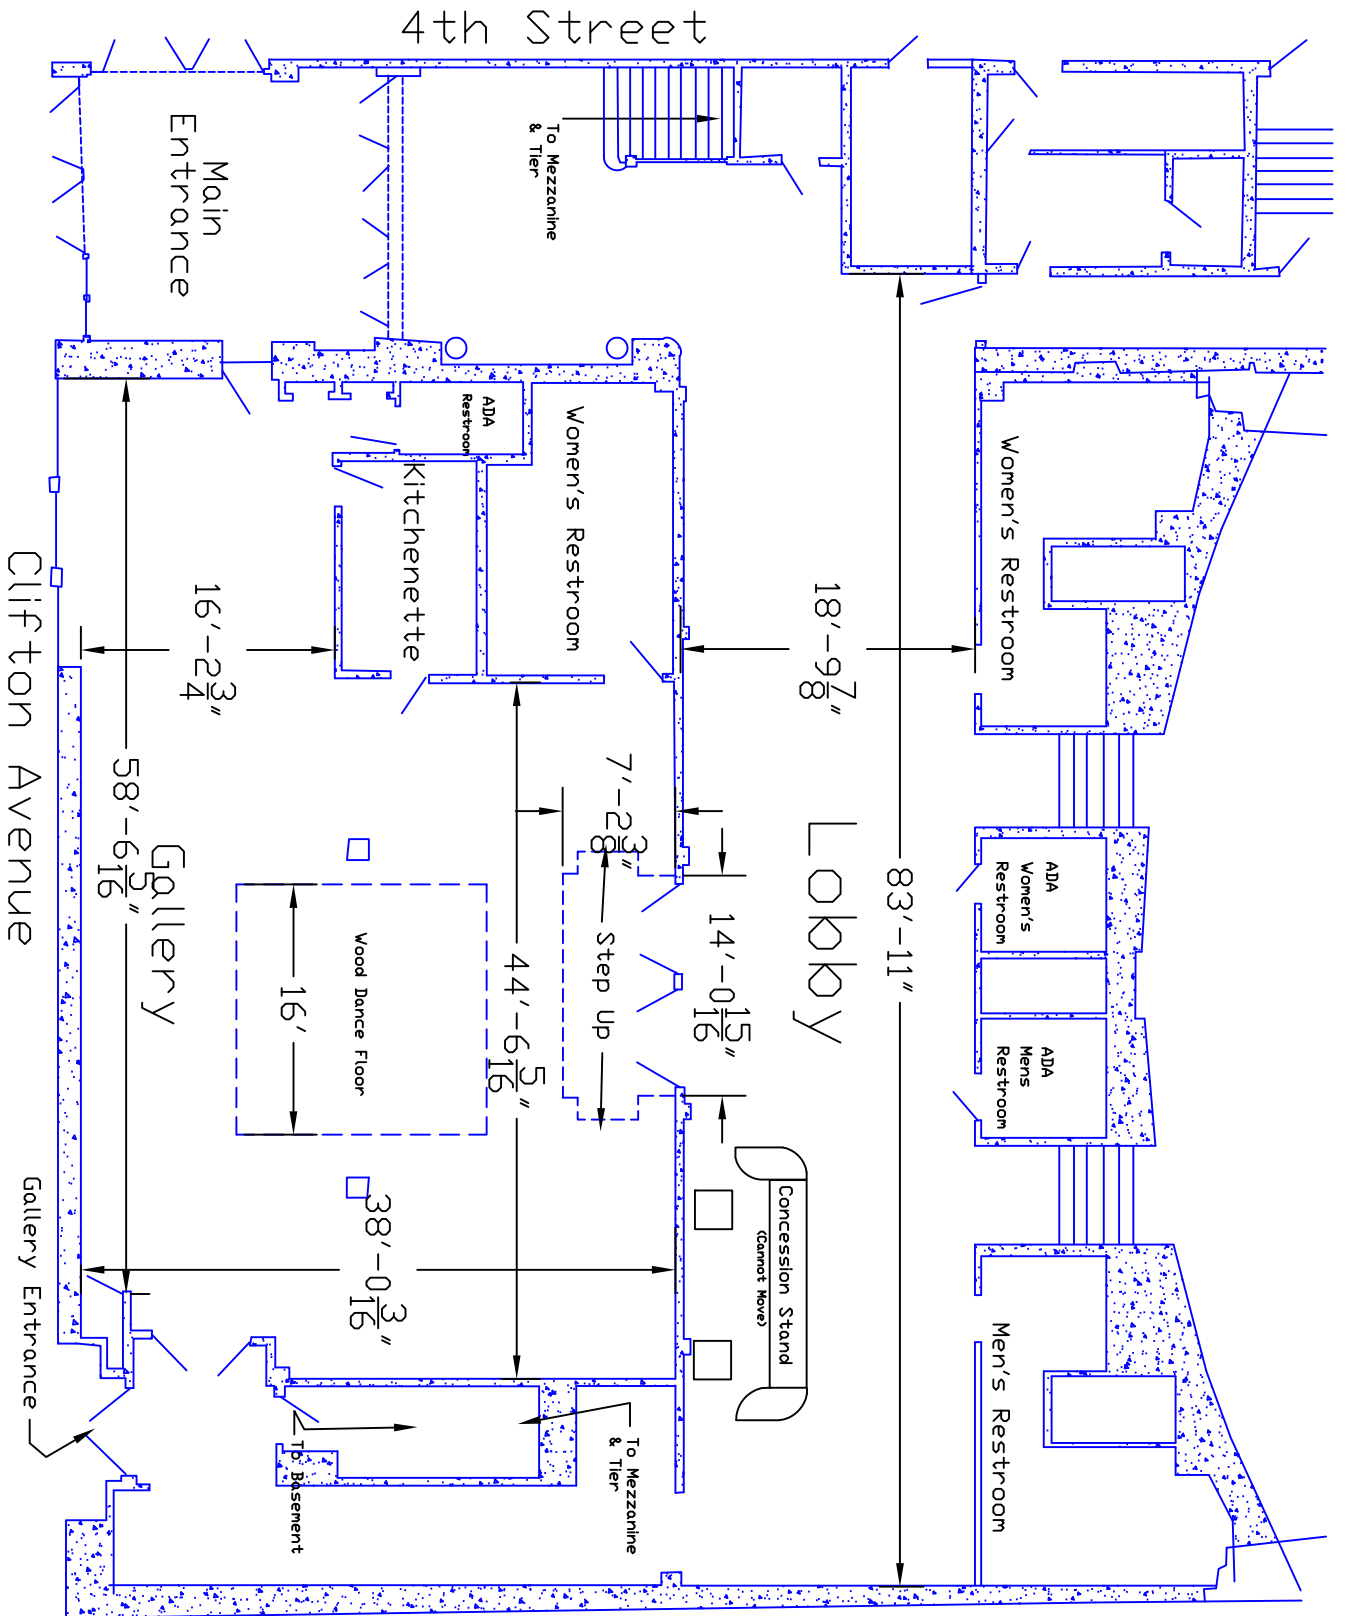 4th Street
Main
Entrance
To Mezzanine
& Tier
ADA
Restroom
Women's Restroom
Kitchenette
Women's Restroom
16'-2 3/4"
18'-9 7/8"
Clifton Avenue
58'-6 5/16"
Gallery
7'-2 3/8"
Step Up
14'-0 15/16"
Lobby
83'-11"
ADA
Women's
Restroom
Wood Dance Floor
16'
44'-6 5/16"
ADA
Mens
Restroom
Concession Stand
(Cannot Move)
38'-0 3/16"
Gallery Entrance
Men's Restroom
To Basement
To Mezzanine
& Tier